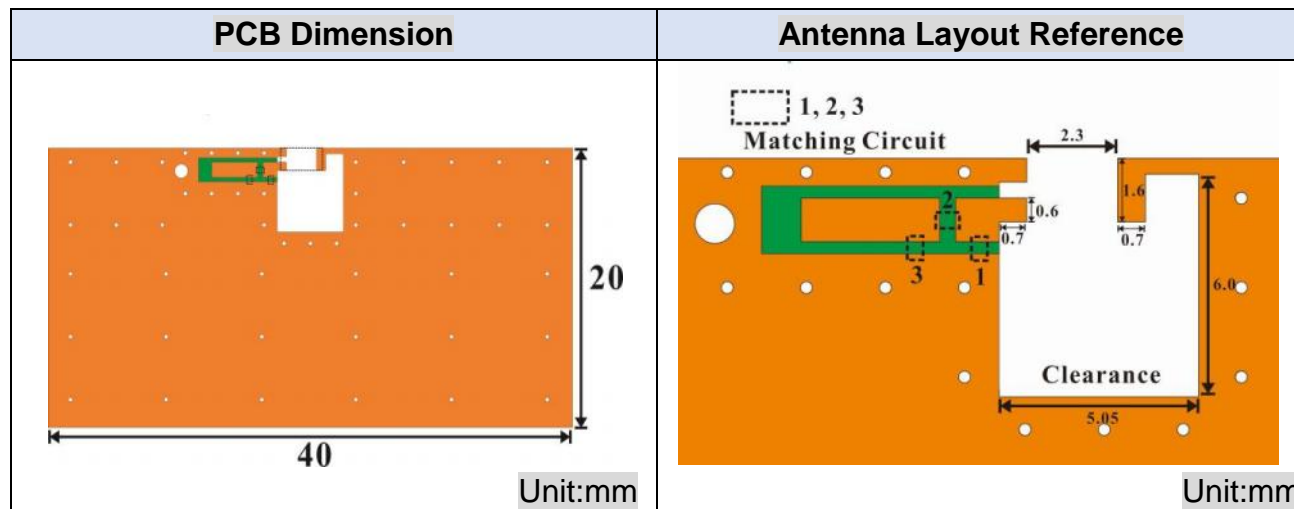 PCB Dimension
Antenna Layout Reference
20
40
Unit:mm
1, 2, 3
Matching Circuit
2.3
1.6
2
0.6
0.7
0.7
3
1
6.0
Clearance
5.05
Unit:mm